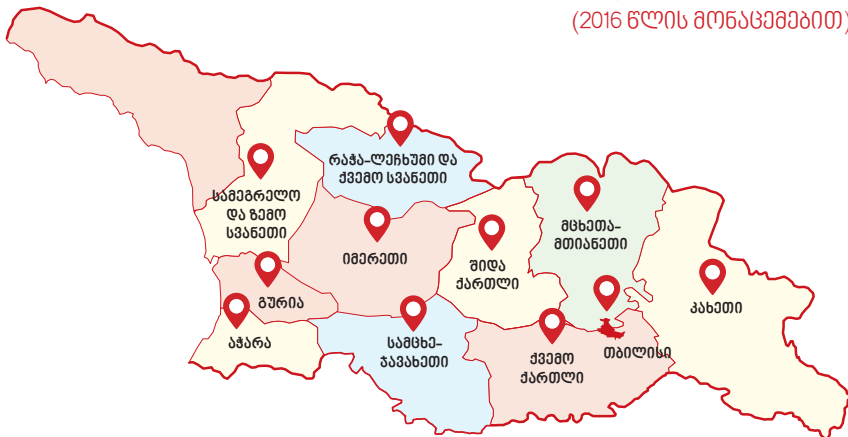 (2016 წლის მონაცემებით)
რაჭა-ლეჩხუმი და
ქვემო სვანეთი
სამეგრელო
და ზემო
სვანეთი
მცხეთა-
მთიანეთი
იმერეთი
შიდა
ქართლი
გურია
კახეთი
აჭარა
სამცხე-
ჯავახეთი
ქვემო
ქართლი
თბილისი